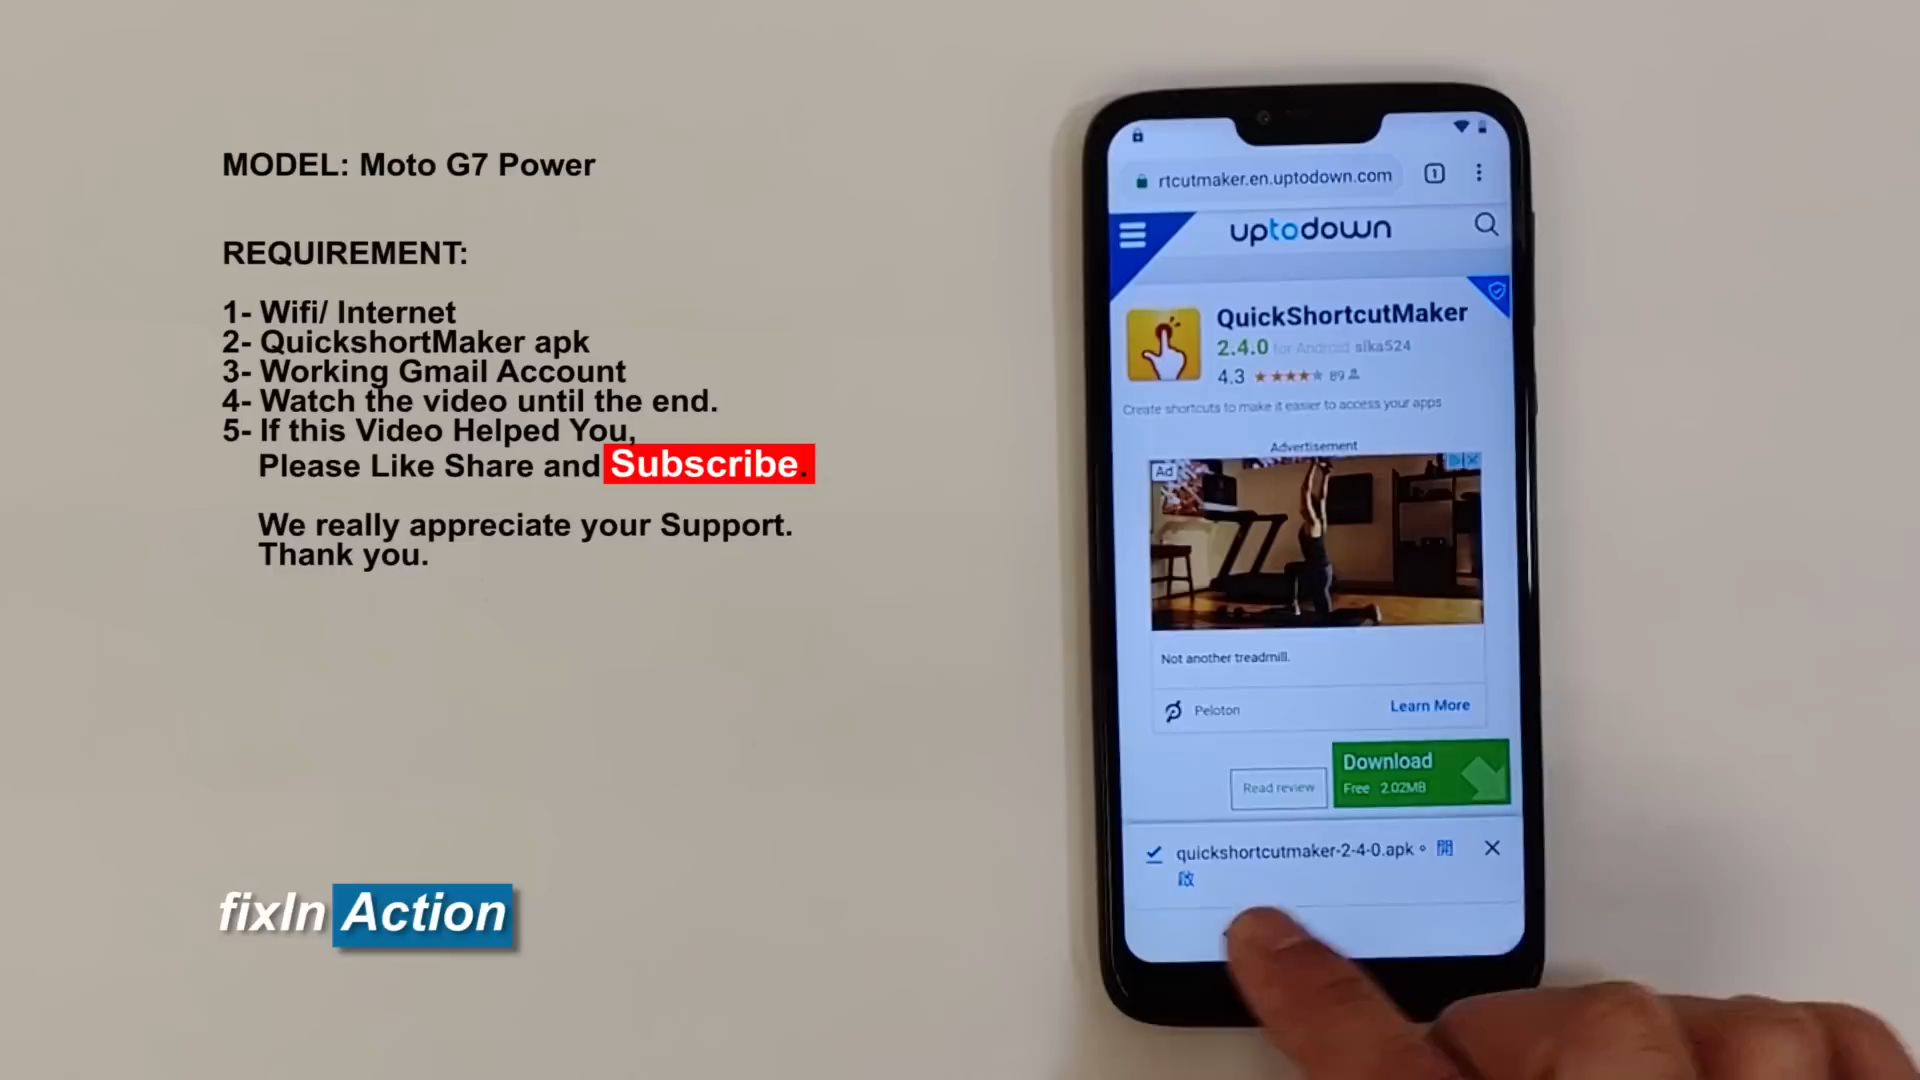 MODEL: Moto G7 Power
REQUIREMENT:
1- Wifi/ Internet
2- QuickshortMaker apk
3- Working Gmail Account
4- Watch the video until the end.
5- If this Video Helped You,
Please Like Share and Subscribe.
We really appreciate your Support.
Thank you.
fixIn Action
rtcutmaker.en.uptodown.com
1
uptodown
QuickShortcutMaker
2.4.0 for Android sika524
4.3 89
Create shortcuts to make it easier to access your apps
Advertisement
Ad
Not another treadmill.
Peloton Learn More
Download
Read review Free 2.02MB
quickshortcutmaker-2-4-0.apk。開
啟